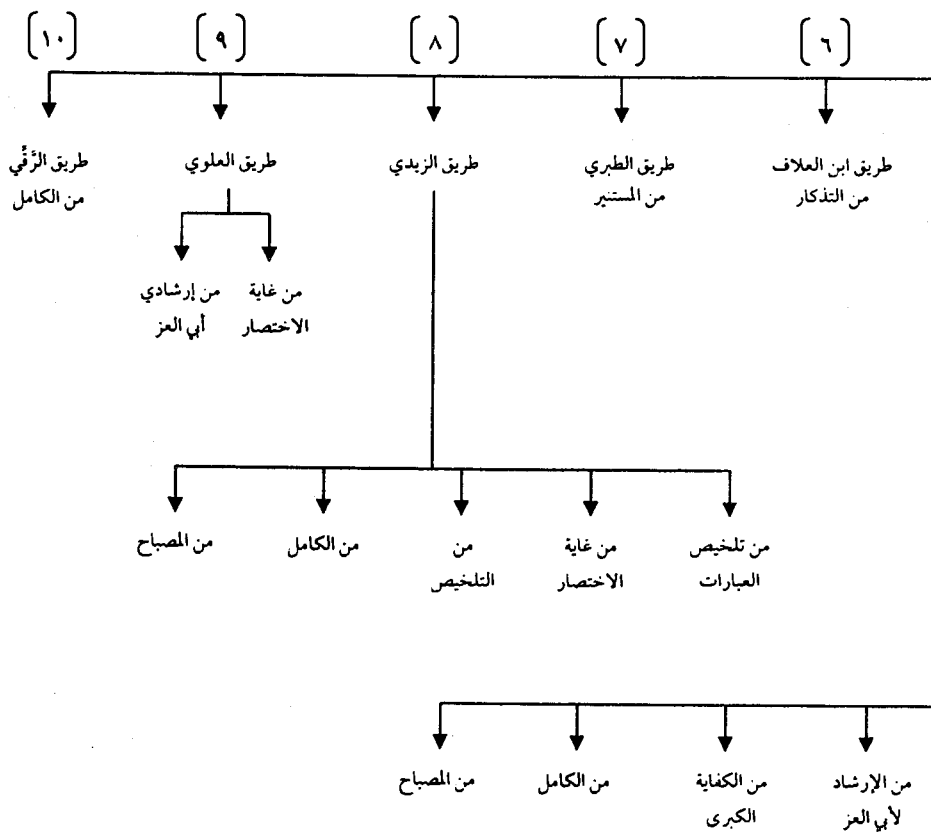 [٦] [٧] [٨] [٩] [١٠]
طريق ابن العلاف
من التذكار
طريق الطبري
من المستنير
طريق الزيدي
طريق العلوي
طريق الرَّقِّي
من الكامل
من غاية
الاختصار
من إرشادي
أبي العز
من تلخيص
العبارات
من غاية
الاختصار
من
التلخيص
من الكامل
من المصباح
من الإرشاد
لأبي العز
من الكفاية
الكبرى
من الكامل
من المصباح